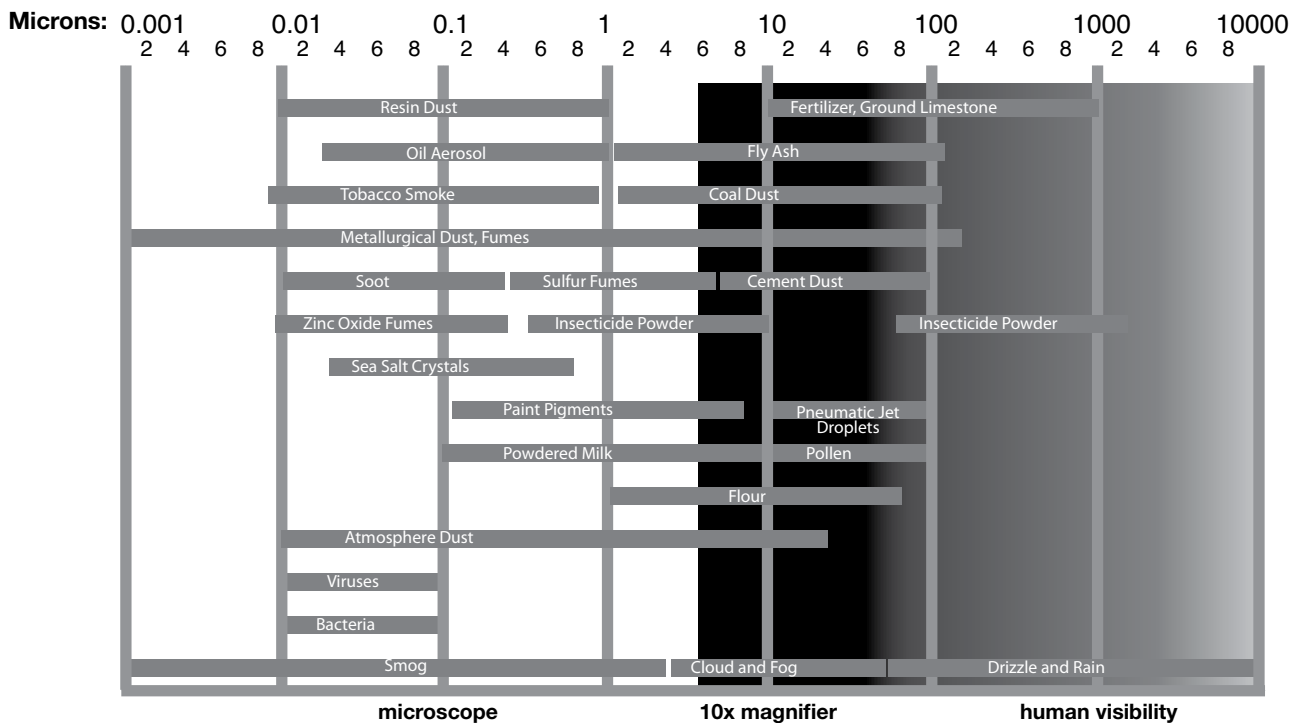 Microns: 0.001 0.01 0.1 1 10 100 1000 10000
2 4 6 8 2 4 6 8 2 4 6 8 2 4 6 8 2 4 6 8 2 4 6 8 2 4 6 8
Resin Dust Fertilizer, Ground Limestone
Oil Aerosol Fly Ash
Tobacco Smoke Coal Dust
Metallurgical Dust, Fumes
Soot Sulfur Fumes Cement Dust
Zinc Oxide Fumes Insecticide Powder Insecticide Powder
Sea Salt Crystals
Paint Pigments Pneumatic Jet
Droplets
Powdered Milk Pollen
Flour
Atmosphere Dust
Viruses
Bacteria
Smog Cloud and Fog Drizzle and Rain
microscope 10x magnifier human visibility